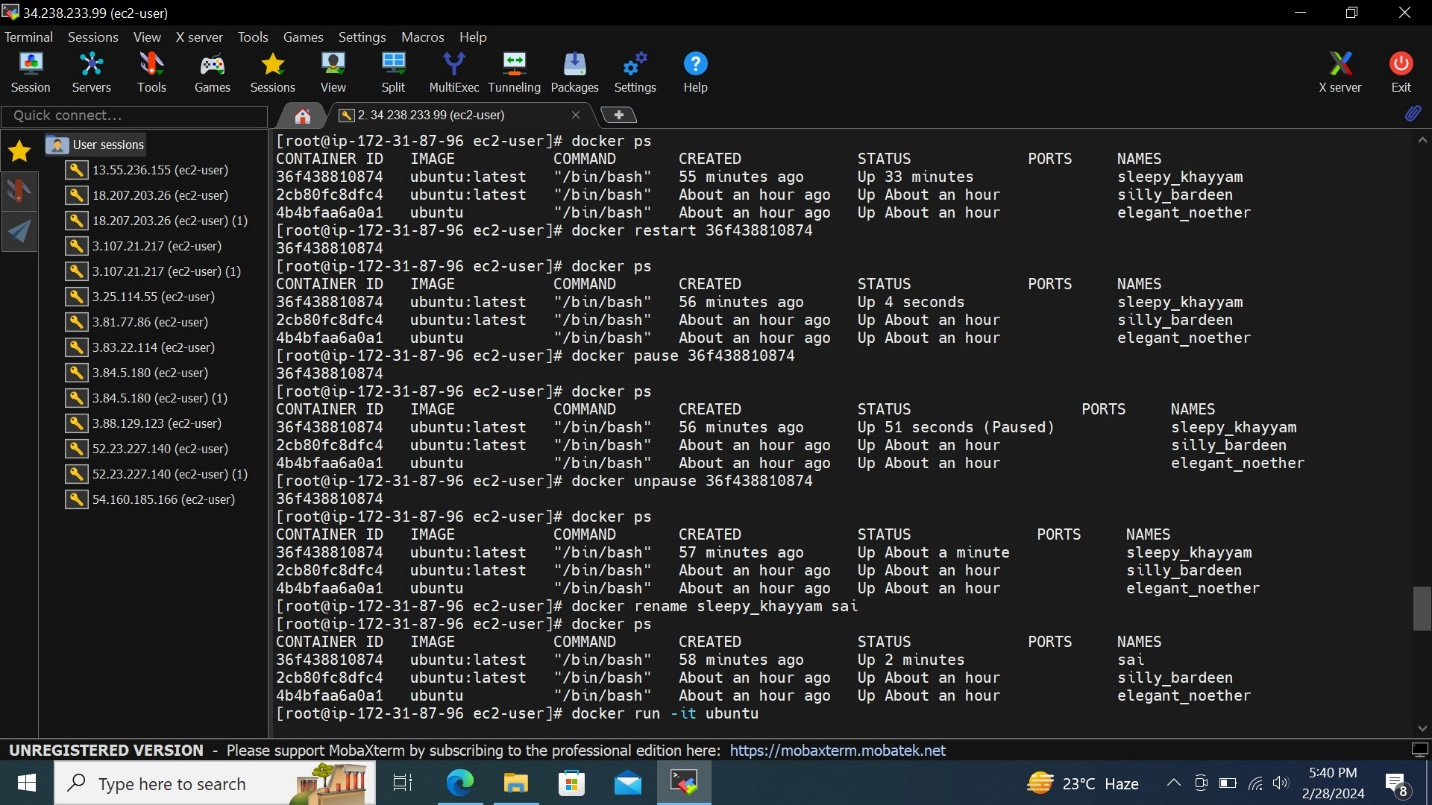 34.238.233.99 (ec2-user)
Terminal Sessions View X server Tools Games Settings Macros Help
Session Servers Tools Games Sessions View Split MultiExec Tunneling Packages Settings Help X server Exit
Quick connect...
2. 34.238.233.99 (ec2-user)
User sessions
13.55.236.155 (ec2-user)
18.207.203.26 (ec2-user)
18.207.203.26 (ec2-user) (1)
3.107.21.217 (ec2-user)
3.107.21.217 (ec2-user) (1)
3.25.114.55 (ec2-user)
3.81.77.86 (ec2-user)
3.83.22.114 (ec2-user)
3.84.5.180 (ec2-user)
3.84.5.180 (ec2-user) (1)
3.88.129.123 (ec2-user)
52.23.227.140 (ec2-user)
52.23.227.140 (ec2-user) (1)
54.160.185.166 (ec2-user)
[root@ip-172-31-87-96 ec2-user]# docker ps
CONTAINER ID IMAGE COMMAND CREATED STATUS PORTS NAMES
36f438810874 ubuntu:latest "/bin/bash" 55 minutes ago Up 33 minutes sleepy_khayyam
2cb80fc8dfc4 ubuntu:latest "/bin/bash" About an hour ago Up About an hour silly_bardeen
4b4bfaa6a0a1 ubuntu "/bin/bash" About an hour ago Up About an hour elegant_noether
[root@ip-172-31-87-96 ec2-user]# docker restart 36f438810874
36f438810874
[root@ip-172-31-87-96 ec2-user]# docker ps
CONTAINER ID IMAGE COMMAND CREATED STATUS PORTS NAMES
36f438810874 ubuntu:latest "/bin/bash" 56 minutes ago Up 4 seconds sleepy_khayyam
2cb80fc8dfc4 ubuntu:latest "/bin/bash" About an hour ago Up About an hour silly_bardeen
4b4bfaa6a0a1 ubuntu "/bin/bash" About an hour ago Up About an hour elegant_noether
[root@ip-172-31-87-96 ec2-user]# docker pause 36f438810874
36f438810874
[root@ip-172-31-87-96 ec2-user]# docker ps
CONTAINER ID IMAGE COMMAND CREATED STATUS PORTS NAMES
36f438810874 ubuntu:latest "/bin/bash" 56 minutes ago Up 51 seconds (Paused) sleepy_khayyam
2cb80fc8dfc4 ubuntu:latest "/bin/bash" About an hour ago Up About an hour silly_bardeen
4b4bfaa6a0a1 ubuntu "/bin/bash" About an hour ago Up About an hour elegant_noether
[root@ip-172-31-87-96 ec2-user]# docker unpause 36f438810874
36f438810874
[root@ip-172-31-87-96 ec2-user]# docker ps
CONTAINER ID IMAGE COMMAND CREATED STATUS PORTS NAMES
36f438810874 ubuntu:latest "/bin/bash" 57 minutes ago Up About a minute sleepy_khayyam
2cb80fc8dfc4 ubuntu:latest "/bin/bash" About an hour ago Up About an hour silly_bardeen
4b4bfaa6a0a1 ubuntu "/bin/bash" About an hour ago Up About an hour elegant_noether
[root@ip-172-31-87-96 ec2-user]# docker rename sleepy_khayyam sai
[root@ip-172-31-87-96 ec2-user]# docker ps
CONTAINER ID IMAGE COMMAND CREATED STATUS PORTS NAMES
36f438810874 ubuntu:latest "/bin/bash" 58 minutes ago Up 2 minutes sai
2cb80fc8dfc4 ubuntu:latest "/bin/bash" About an hour ago Up About an hour silly_bardeen
4b4bfaa6a0a1 ubuntu "/bin/bash" About an hour ago Up About an hour elegant_noether
[root@ip-172-31-87-96 ec2-user]# docker run -it ubuntu
UNREGISTERED VERSION - Please support MobaXterm by subscribing to the professional edition here: https://mobaxterm.mobatek.net
Type here to search
23°C Haze
5:40 PM
2/28/2024
8